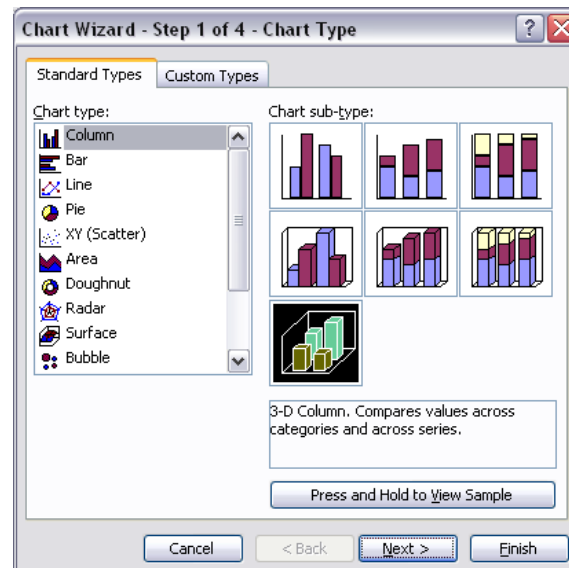 Chart Wizard - Step 1 of 4 - Chart Type
Standard Types
Custom Types
Chart type:
Column
Bar
Line
Pie
XY (Scatter)
Area
Doughnut
Radar
Surface
Bubble
Chart sub-type:
3-D Column. Compares values across
categories and across series.
Press and Hold to View Sample
Cancel
< Back
Next >
Finish